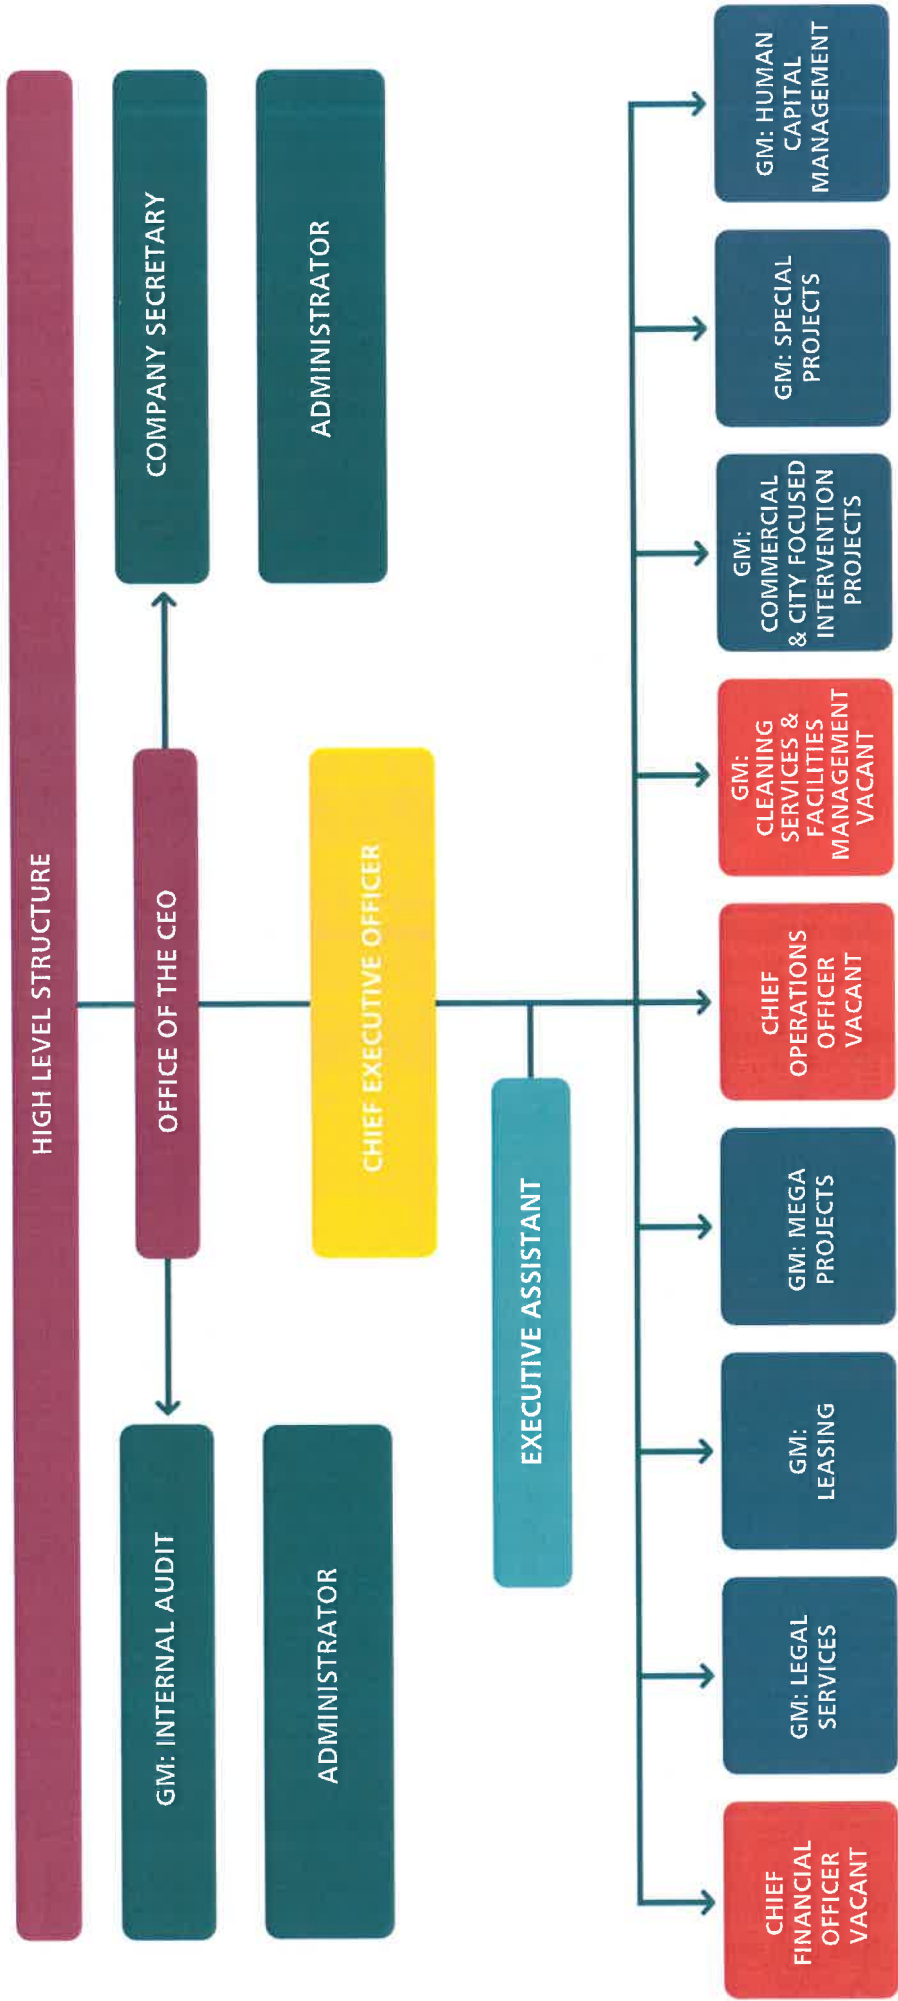 HIGH LEVEL STRUCTURE
OFFICE OF THE CEO
GM: INTERNAL AUDIT
COMPANY SECRETARY
ADMINISTRATOR
ADMINISTRATOR
CHIEF EXECUTIVE OFFICER
EXECUTIVE ASSISTANT
CHIEF
FINANCIAL
OFFICER
VACANT
GM: LEGAL
SERVICES
GM:
LEASING
GM: MEGA
PROJECTS
CHIEF
OPERATIONS
OFFICER
VACANT
GM:
CLEANING
SERVICES &
FACILITIES
MANAGEMENT
VACANT
GM:
COMMERCIAL
& CITY FOCUSED
INTERVENTION
PROJECTS
GM: SPECIAL
PROJECTS
GM: HUMAN
CAPITAL
MANAGEMENT